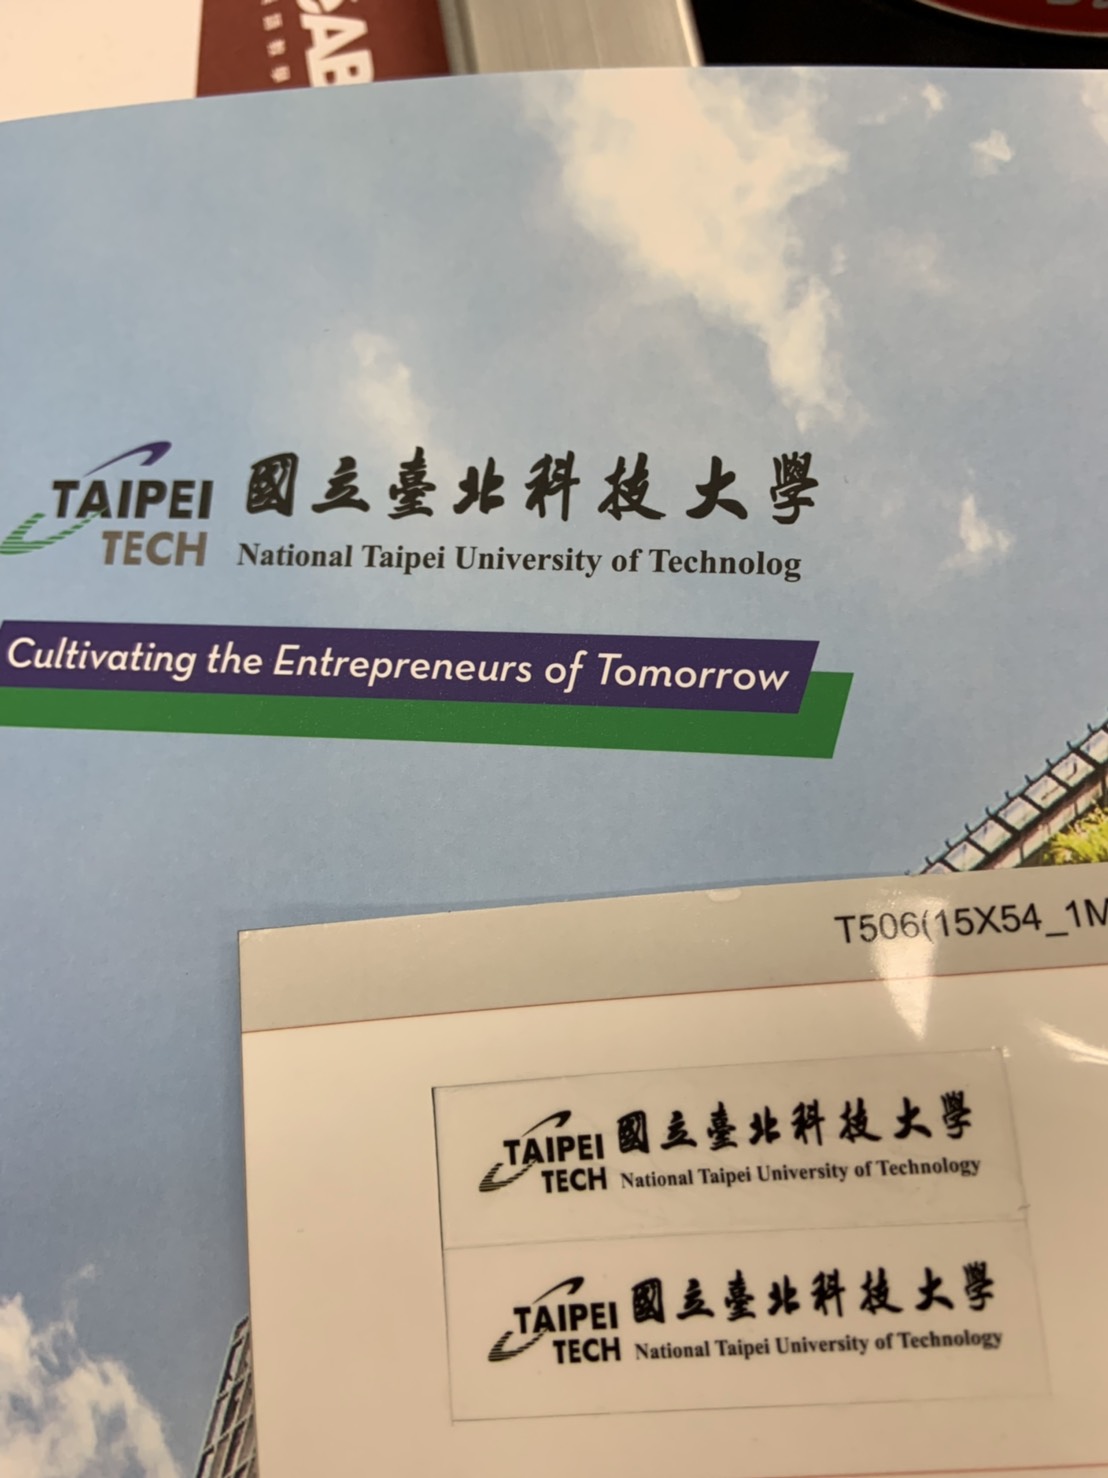 CAB
TAIPEI
TECH
國立臺北科技大學
National Taipei University of Technolog
Cultivating the Entrepreneurs of Tomorrow
T506(15X54_1M
TAIPEI
TECH
國立臺北科技大學
National Taipei University of Technology
TAIPEI
TECH
國立臺北科技大學
National Taipei University of Technology